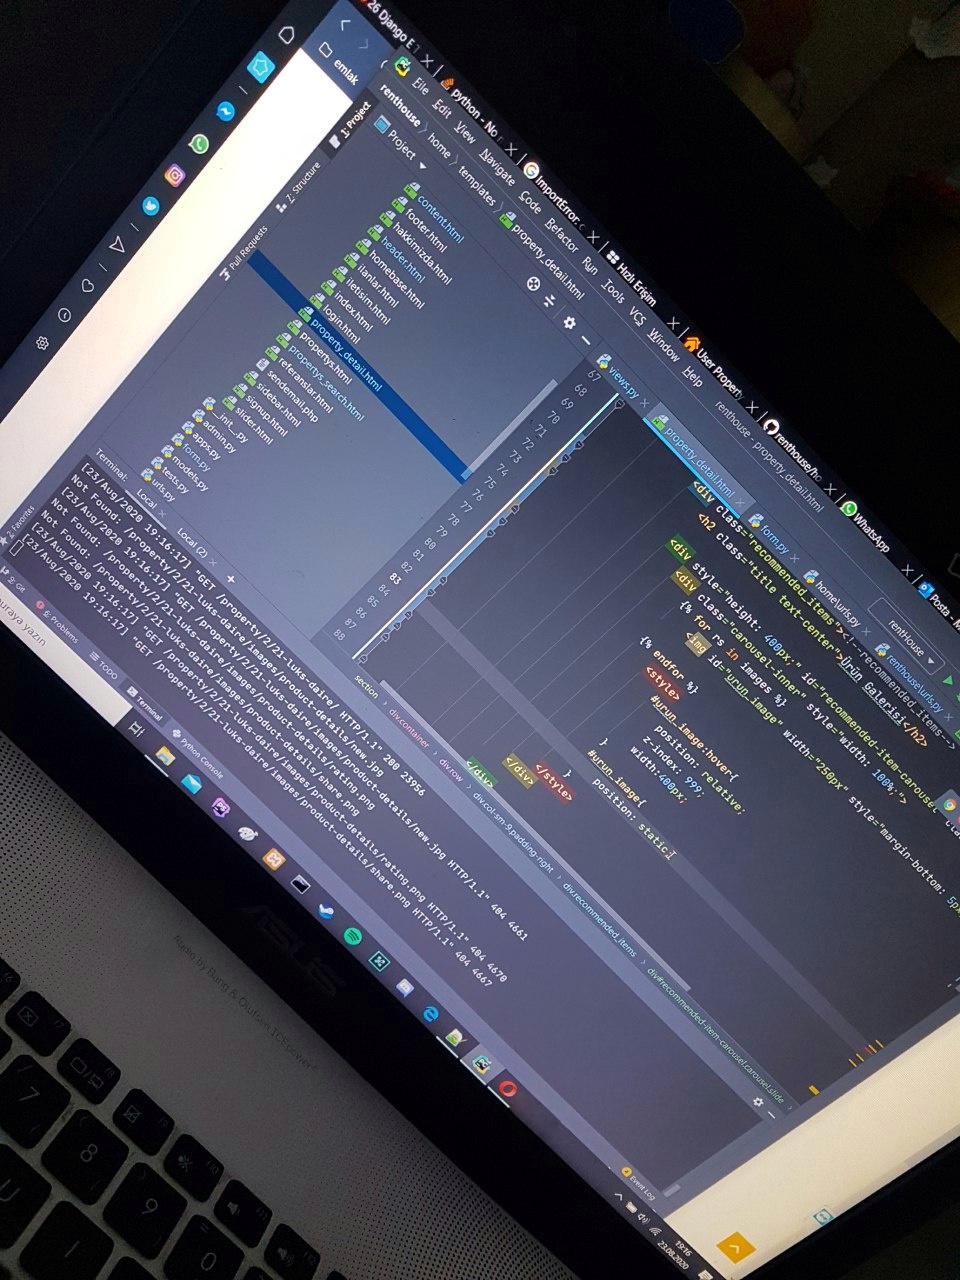 26 Django E
python - No
ImportError:
Hızlı Erişim
User Property
renthouse/ho
WhatsApp
Posta -
emlak
File Edit View Navigate Code Refactor Run Tools VCS Window Help
renthouse - property_detail.html
renthouse
home
templates
property_detail.html
rentHouse
1: Project
Z: Structure
Pull Requests
Project
content.html
footer.html
hakkimizda.html
header.html
homebase.html
ilanlar.html
iletisim.html
index.html
login.html
property_detail.html
propertys.html
propertys_search.html
referanslar.html
sendemail.php
sidebar.html
signup.html
slider.html
__init__.py
admin.py
apps.py
form.py
models.py
tests.py
urls.py
views.py
property_detail.html
form.py
home\urls.py
renthouse\urls.py
67
68
69
70
71
72
73
74
75
76
77
78
79
80
81
82
83
84
85
86
87
88
<div class="recommended_items"><!--recommended_items-->
<h2 class="title text-center">Ürün Galerisi</h2>
<div style="height: 400px;" id="recommended-item-carousel
<div class="carousel-inner" style="width: 100%;">
{% for rs in images %}
<img id="urun_image" width="250px" style="margin-bottom: 5px
{% endfor %}
<style>
#urun_image:hover{
position: relative;
z-index: 999;
width:400px;
}
#urun_image{
position: static;
}
</style>
</div>
</div>
section
div.container
div.row
div.col-sm-9.padding-right
div.recommended_items
div#recommended-item-carousel.carousel.slide
Terminal:
Local
Local (2)
+
[23/Aug/2020 19:16:17] "GET /property/2/21-luks-daire/ HTTP/1.1" 200 23956
Not Found: /property/2/21-luks-daire/images/product-details/new.jpg
[23/Aug/2020 19:16:17] "GET /property/2/21-luks-daire/images/product-details/new.jpg HTTP/1.1" 404 4661
Not Found: /property/2/21-luks-daire/images/product-details/rating.png
Not Found: /property/2/21-luks-daire/images/product-details/share.png
[23/Aug/2020 19:16:17] "GET /property/2/21-luks-daire/images/product-details/rating.png HTTP/1.1" 404 4670
[23/Aug/2020 19:16:17] "GET /property/2/21-luks-daire/images/product-details/share.png HTTP/1.1" 404 4667
Favorites
9: Git
6: Problems
TODO
Terminal
Python Console
Event Log
buraya yazın
19:16
23.08.2020
ASUS
7
8
9
0
U
I